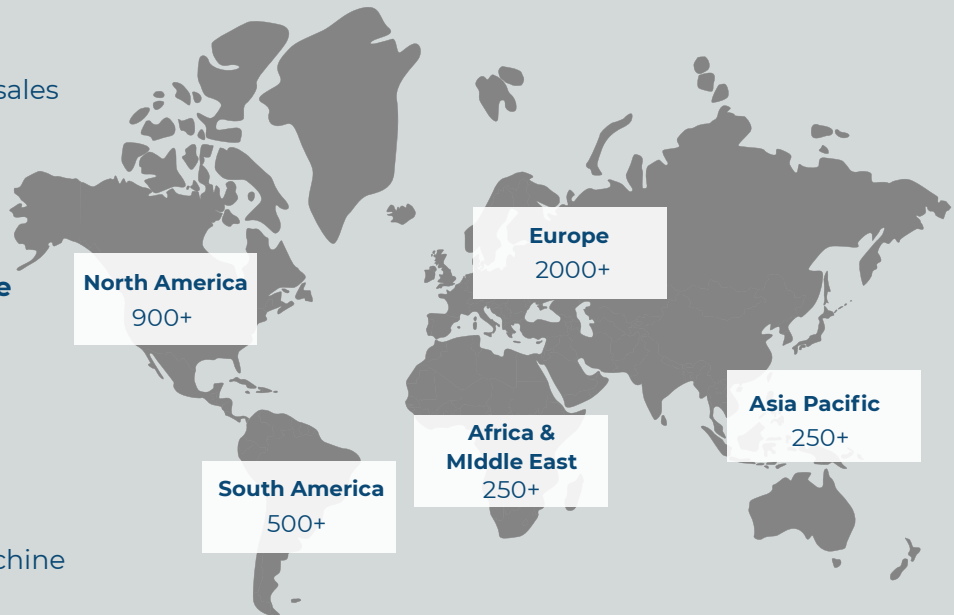 sales
North America
900+
e
Europe
2000+
Asia Pacific
250+
Africa &
MIddle East
250+
South America
500+
chine